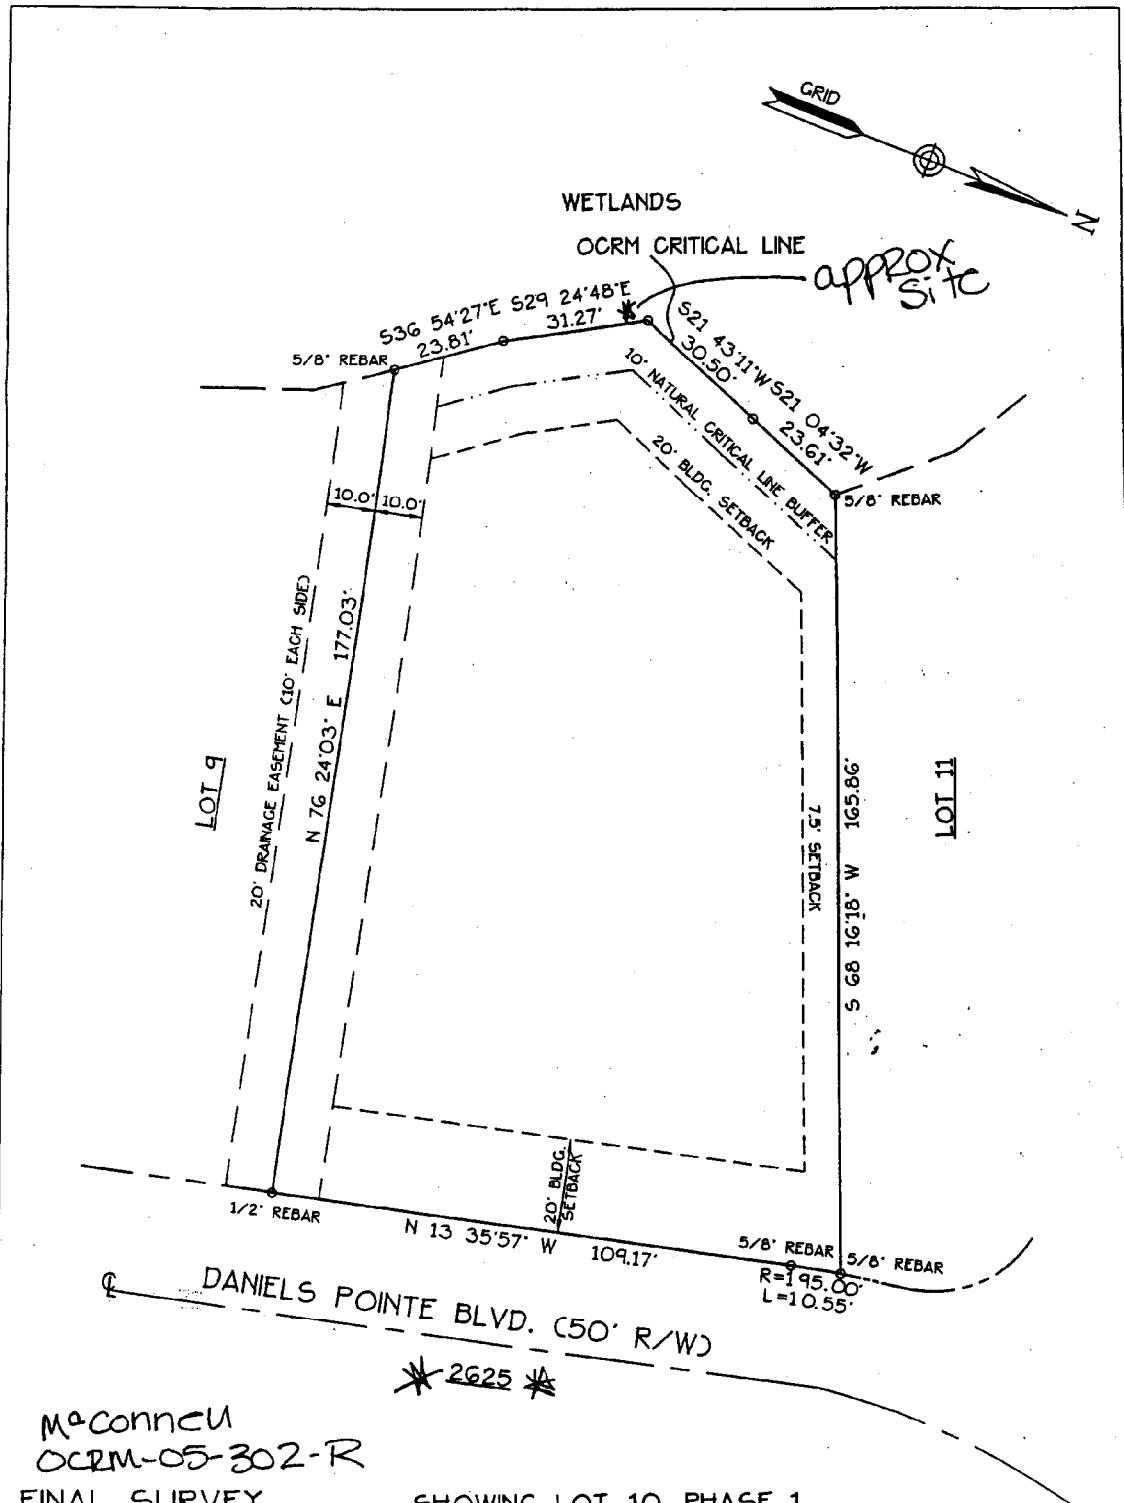 GRID
N
WETLANDS
OCRM CRITICAL LINE
approx
Site
S36 54'27"E S29 24'48"E
23.81' 31.27'
S21 43'11"W S21 04'32"W
30.50' 23.61'
5/8" REBAR
5/8" REBAR
10' NATURAL CRITICAL LINE BUFFER
20' BLDG. SETBACK
10.0' 10.0'
20' DRAINAGE EASEMENT (10' EACH SIDE)
N 76 24'03" E 177.03'
LOT 9
LOT 11
7.5' SETBACK
S 68 16'18" W 165.86'
20' BLDG.
SETBACK
1/2" REBAR
N 13 35'57" W 109.17'
5/8" REBAR
5/8" REBAR
R=195.00'
L=10.55'
DANIELS POINTE BLVD. (50' R/W)
2625
McConnell
OCRM-05-302-R
FINAL SURVEY SHOWING LOT 10, PHASE 1